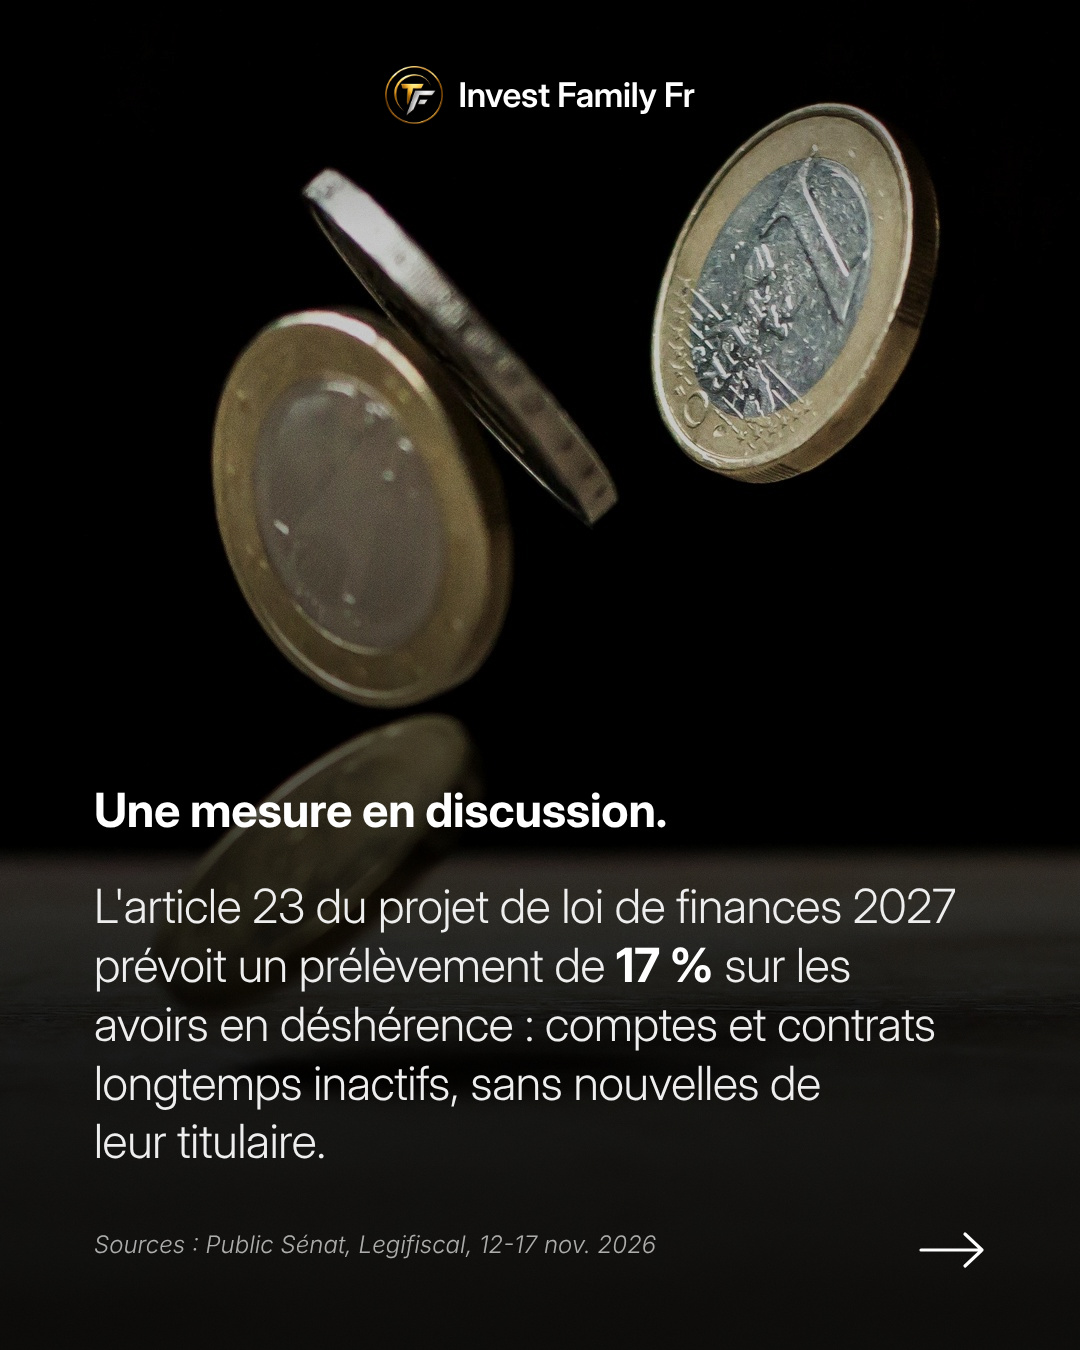 Invest Family Fr
1
Une mesure en discussion.
L'article 23 du projet de loi de finances 2027
prévoit un prélèvement de 17 % sur les
avoirs en déshérence : comptes et contrats
longtemps inactifs, sans nouvelles de
leur titulaire.
Sources : Public Sénat, Legifiscal, 12-17 nov. 2026